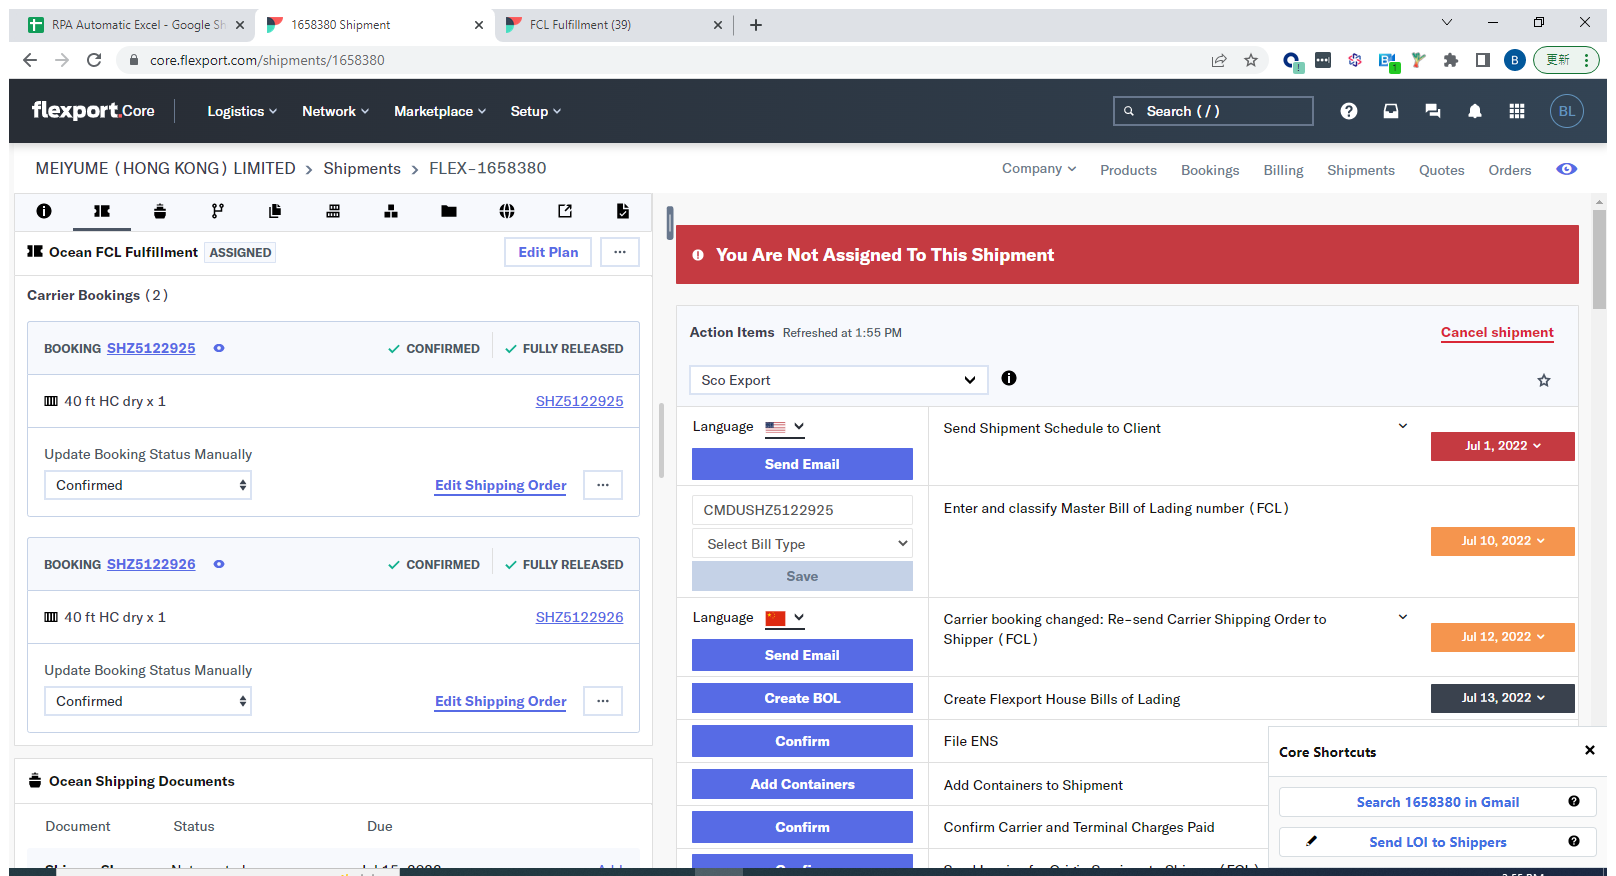 RPA Automatic Excel - Google Sh
1658380 Shipment
FCL Fulfillment (39)
core.flexport.com/shipments/1658380
1
B
更新
flexport.Core
Logistics
Network
Marketplace
Setup
Search (/)
BL
MEIYUME (HONG KONG) LIMITED > Shipments > FLEX-1658380
Company
Products
Bookings
Billing
Shipments
Quotes
Orders
Ocean FCL Fulfillment ASSIGNED
Edit Plan
...
Carrier Bookings (2)
BOOKING SHZ5122925
CONFIRMED
FULLY RELEASED
40 ft HC dry x 1
SHZ5122925
Update Booking Status Manually
Confirmed
Edit Shipping Order
...
BOOKING SHZ5122926
CONFIRMED
FULLY RELEASED
40 ft HC dry x 1
SHZ5122926
Update Booking Status Manually
Confirmed
Edit Shipping Order
...
Ocean Shipping Documents
Document
Status
Due
You Are Not Assigned To This Shipment
Action Items Refreshed at 1:55 PM
Cancel shipment
Sco Export
Language
Send Email
Send Shipment Schedule to Client
Jul 1, 2022
CMDUSHZ5122925
Select Bill Type
Save
Enter and classify Master Bill of Lading number (FCL)
Jul 10, 2022
Language
Send Email
Carrier booking changed: Re-send Carrier Shipping Order to
Shipper (FCL)
Jul 12, 2022
Create BOL
Create Flexport House Bills of Lading
Jul 13, 2022
Confirm
File ENS
Add Containers
Add Containers to Shipment
Confirm
Confirm Carrier and Terminal Charges Paid
Core Shortcuts
Search 1658380 in Gmail
Send LOI to Shippers